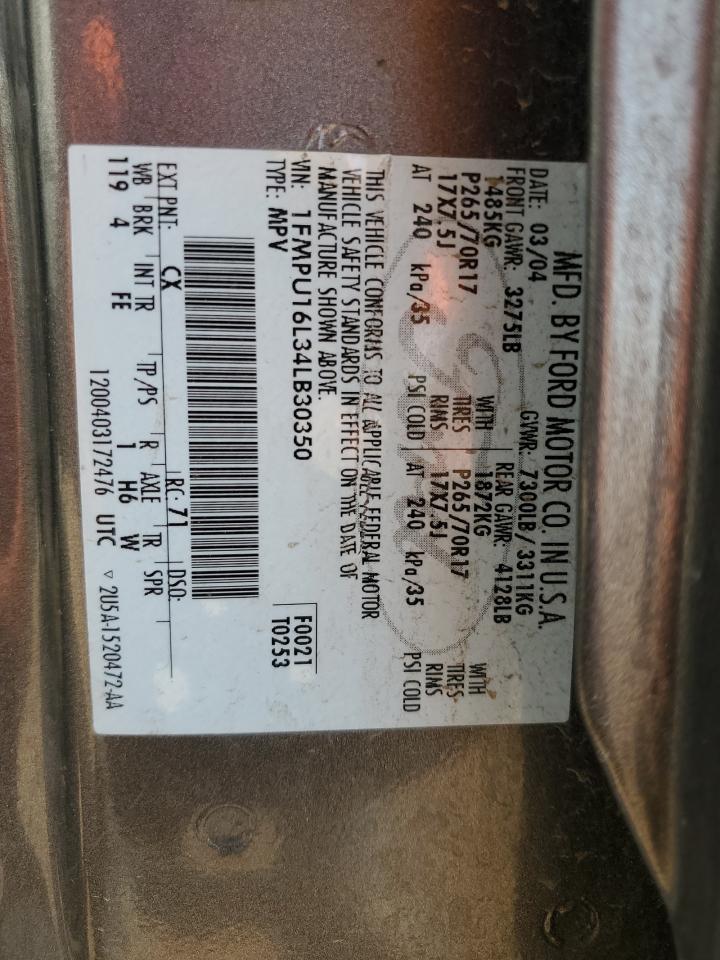 MFD. BY FORD MOTOR CO. IN U.S.A.
DATE: 03/04 GVWR: 7300LB / 3311KG
FRONT GAWR: 3275LB REAR GAWR: 4128LB
1485KG WITH 1872KG WITH
P265/70R17 TIRES P265/70R17 TIRES
17X7.5J RIMS 17X7.5J RIMS
AT 240 kPa/35 PSI COLD AT 240 kPa/35 PSI COLD
THIS VEHICLE CONFORMS TO ALL APPLICABLE FEDERAL MOTOR
VEHICLE SAFETY STANDARDS IN EFFECT ON THE DATE OF
MANUFACTURE SHOWN ABOVE.
VIN: 1FMPU16L34LB30350 F0021
TYPE: MPV T0253
EXT PNT: CX RC: 71 DSO:
WB BRK INT TR TP/PS R AXLE TR SPR
119 4 FE 1 H6 W
1200403172476 UTC ▽ 2U5A-1520472-AA